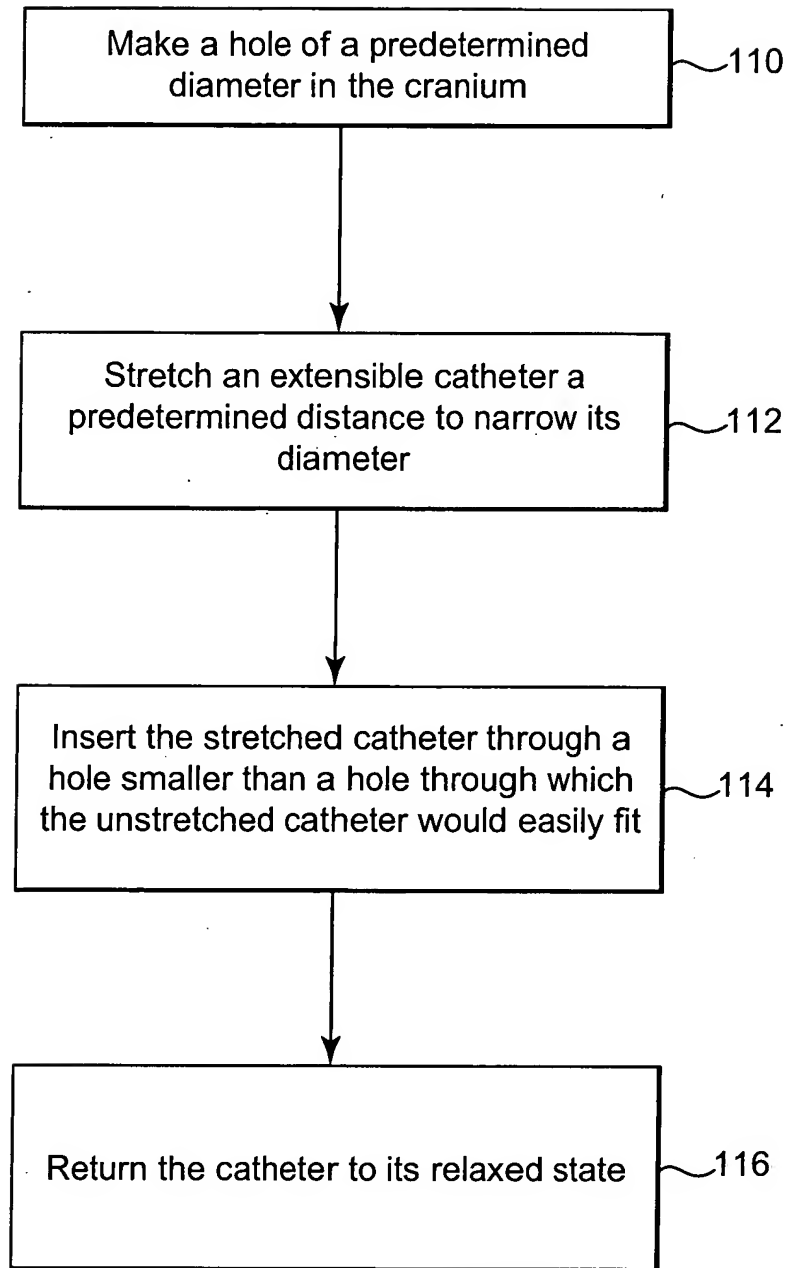 Make a hole of a predetermined
diameter in the cranium
110
Stretch an extensible catheter a
predetermined distance to narrow its
diameter
112
Insert the stretched catheter through a
hole smaller than a hole through which
the unstretched catheter would easily fit
114
Return the catheter to its relaxed state
116